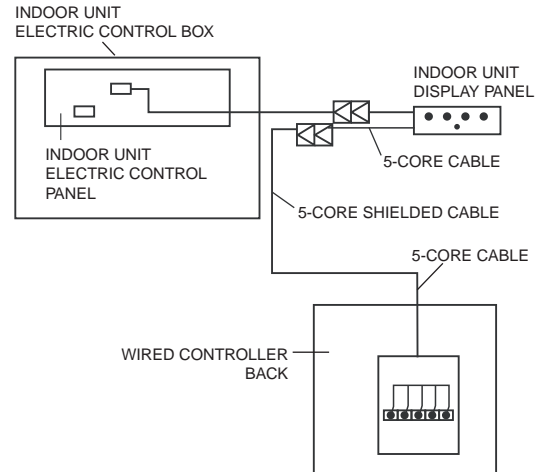 INDOOR UNIT
ELECTRIC CONTROL BOX
INDOOR UNIT
DISPLAY PANEL
INDOOR UNIT
ELECTRIC CONTROL
PANEL
5-CORE CABLE
5-CORE SHIELDED CABLE
5-CORE CABLE
WIRED CONTROLLER
BACK